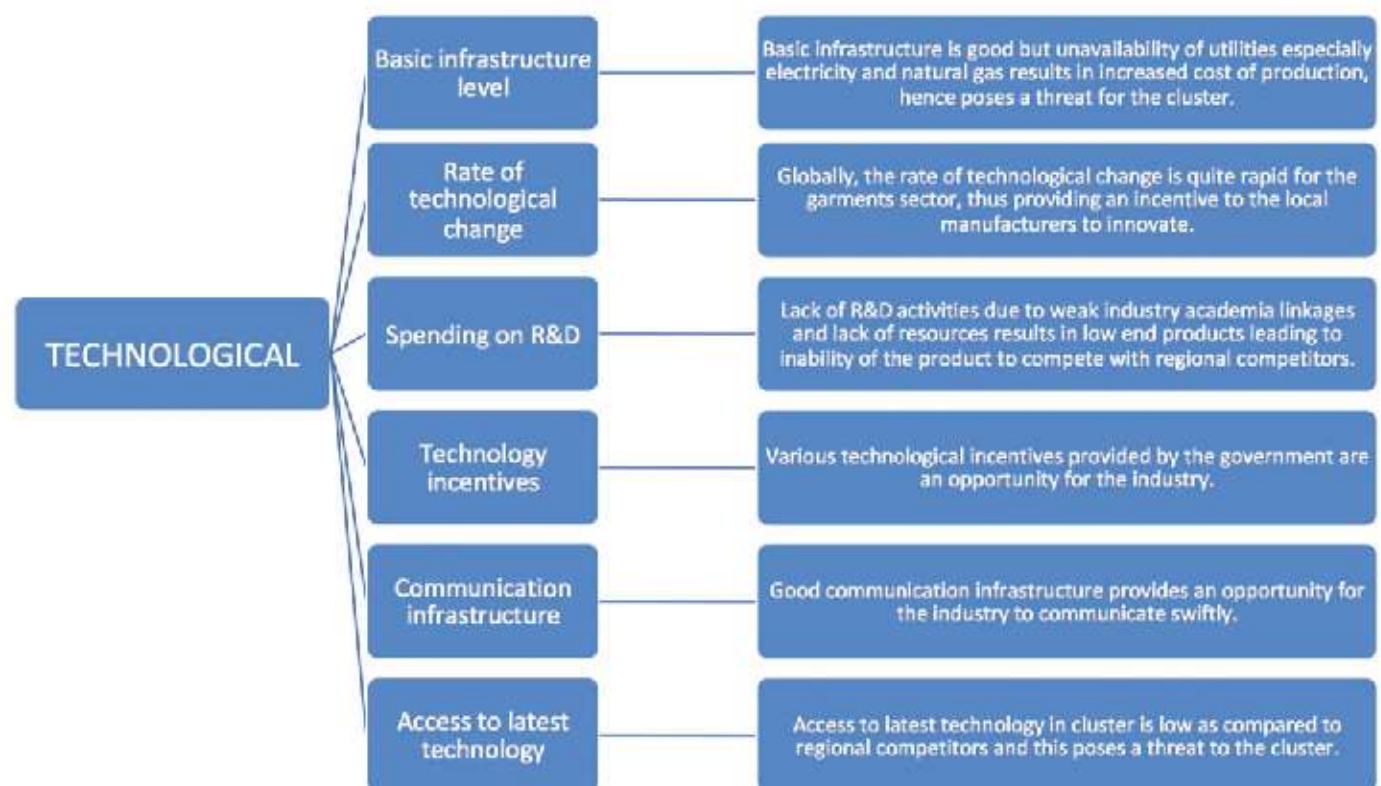 TECHNOLOGICAL
Basic infrastructure
level
Basic infrastructure is good but unavailability of utilities especially
electricity and natural gas results in increased cost of production,
hence poses a threat for the cluster.
Rate of
technological
change
Globally, the rate of technological change is quite rapid for the
garments sector, thus providing an incentive to the local
manufacturers to innovate.
Spending on R&D
Lack of R&D activities due to weak industry academia linkages
and lack of resources results in low end products leading to
inability of the product to compete with regional competitors.
Technology
incentives
Various technological incentives provided by the government are
an opportunity for the industry.
Communication
infrastructure
Good communication infrastructure provides an opportunity for
the industry to communicate swiftly.
Access to latest
technology
Access to latest technology in cluster is low as compared to
regional competitors and this poses a threat to the cluster.